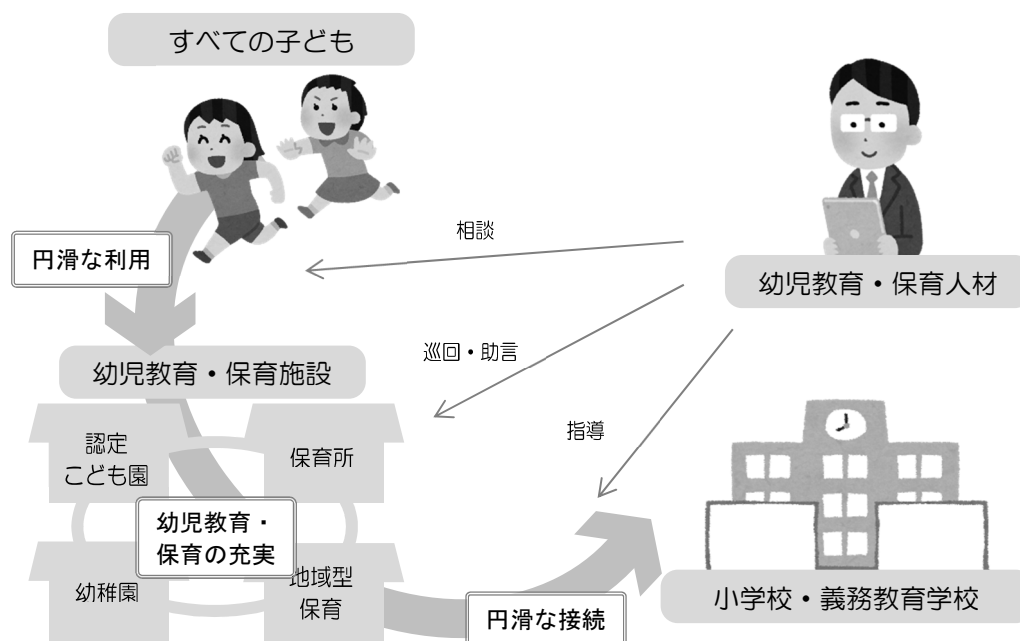 すべての子ども
円滑な利用
相談
幼児教育・保育人材
巡回・助言
幼児教育・保育施設
指導
認定
こども園
保育所
幼児教育・
保育の充実
幼稚園
地域型
保育
円滑な接続
小学校・義務教育学校